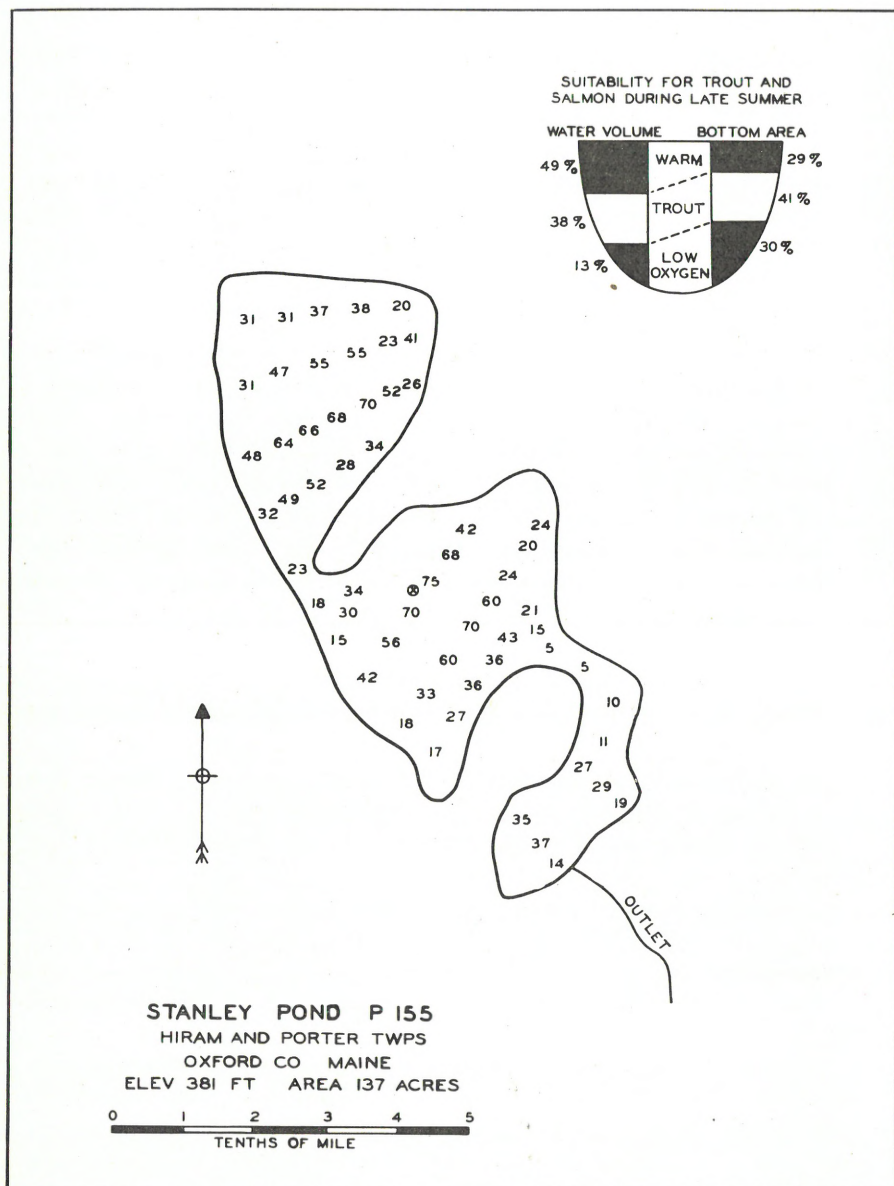 SUITABILITY FOR TROUT AND
SALMON DURING LATE SUMMER
WATER VOLUME BOTTOM AREA
49% WARM 29%
38% TROUT 41%
13% LOW OXYGEN 30%
31 31 37 38 20
23 41
31 47 55 55
52 26
48 64 66 68 70
34
28
32 49 52
23
42 24
68 20
34 75 24
18 30 70 60 21
15 56 70 43 15
5
60 36 5
42 33 36 10
18 27
17 11
27
29 19
35
37
14
OUTLET
STANLEY POND P 155
HIRAM AND PORTER TWPS
OXFORD CO MAINE
ELEV 381 FT AREA 137 ACRES
0 1 2 3 4 5
TENTHS OF MILE